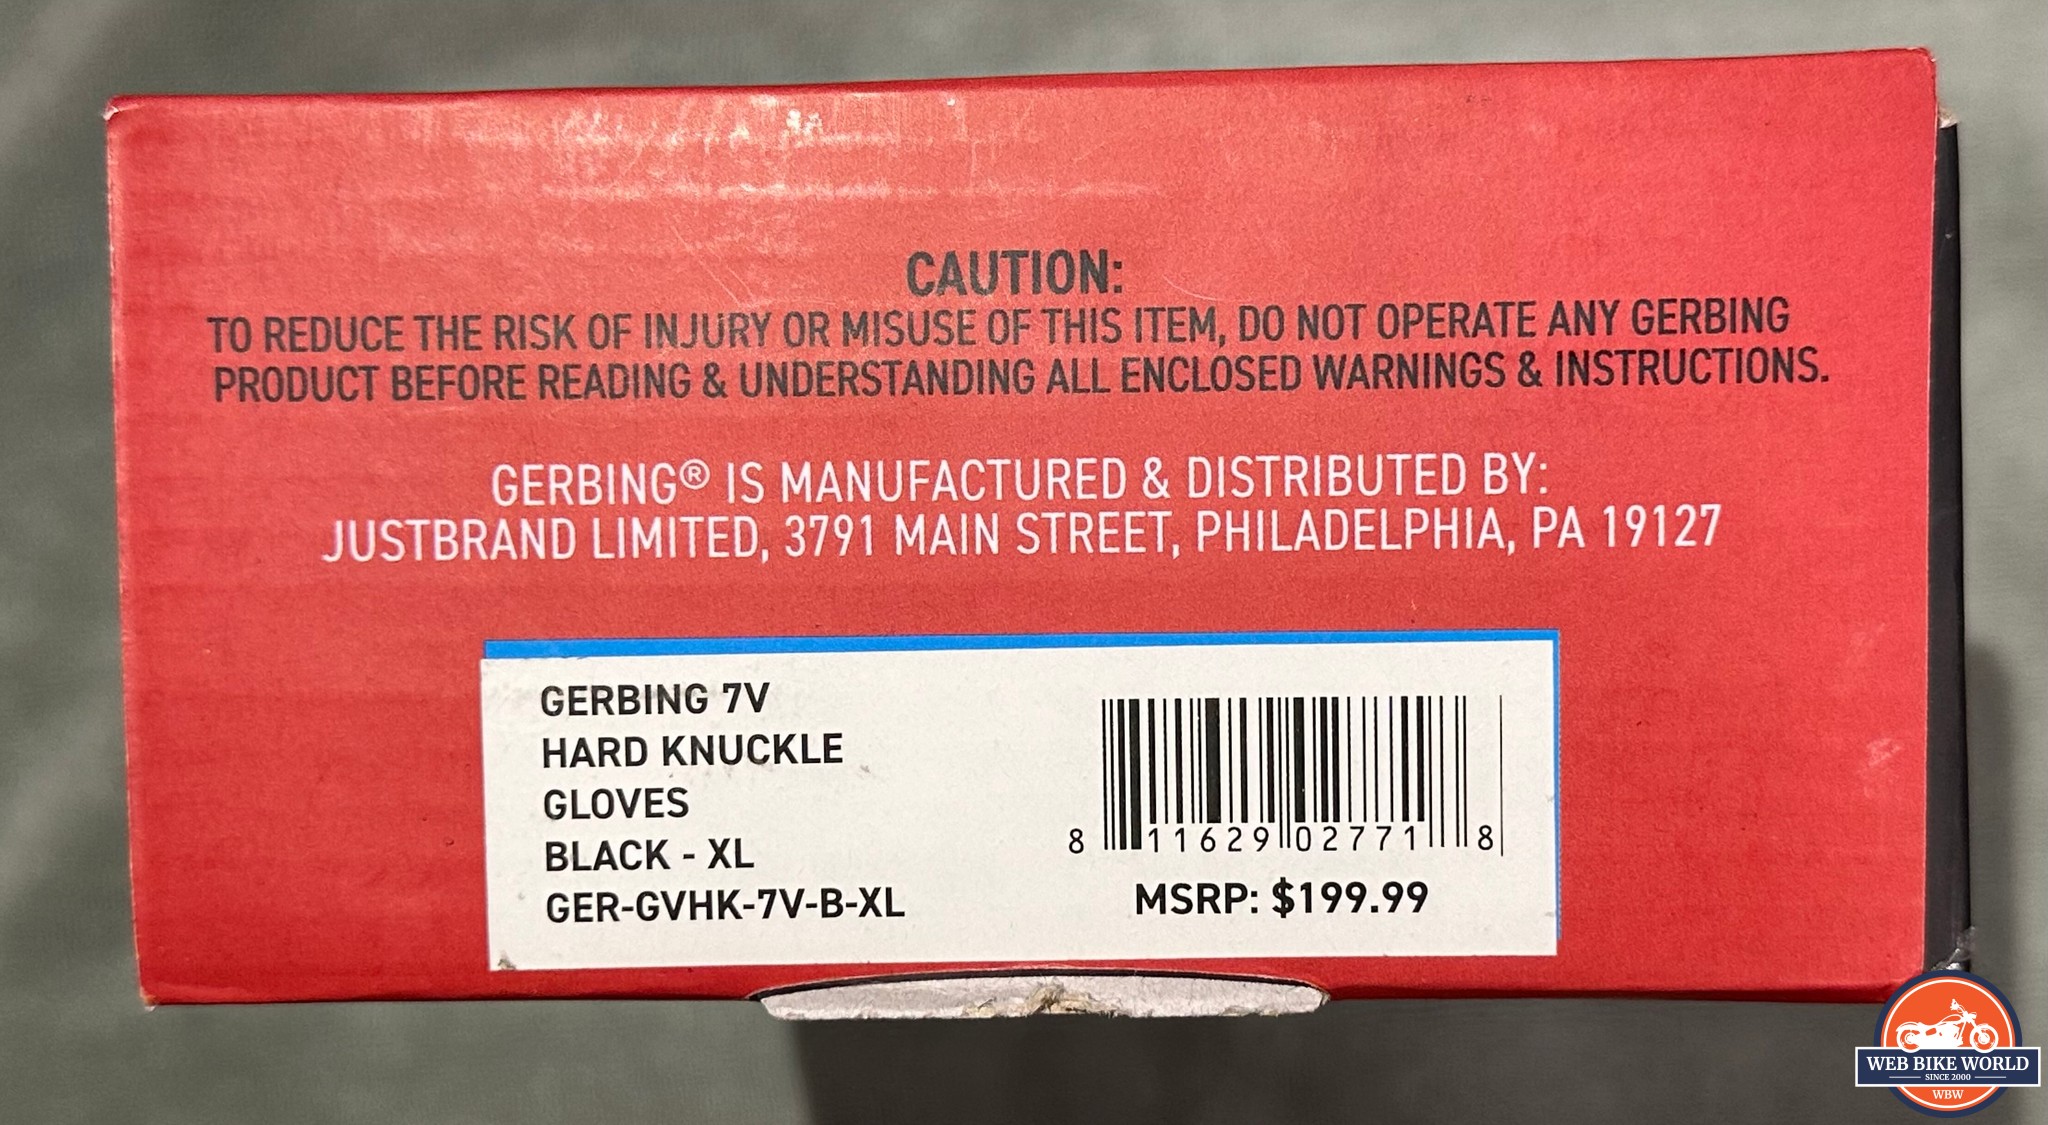 CAUTION:
TO REDUCE THE RISK OF INJURY OR MISUSE OF THIS ITEM, DO NOT OPERATE ANY GERBING
PRODUCT BEFORE READING & UNDERSTANDING ALL ENCLOSED WARNINGS & INSTRUCTIONS.
GERBING® IS MANUFACTURED & DISTRIBUTED BY:
JUSTBRAND LIMITED, 3791 MAIN STREET, PHILADELPHIA, PA 19127
GERBING 7V
HARD KNUCKLE
GLOVES
BLACK - XL
GER-GVHK-7V-B-XL
8 11629 02771 8
MSRP: $199.99
WEB BIKE WORLD
SINCE 2000
WBW